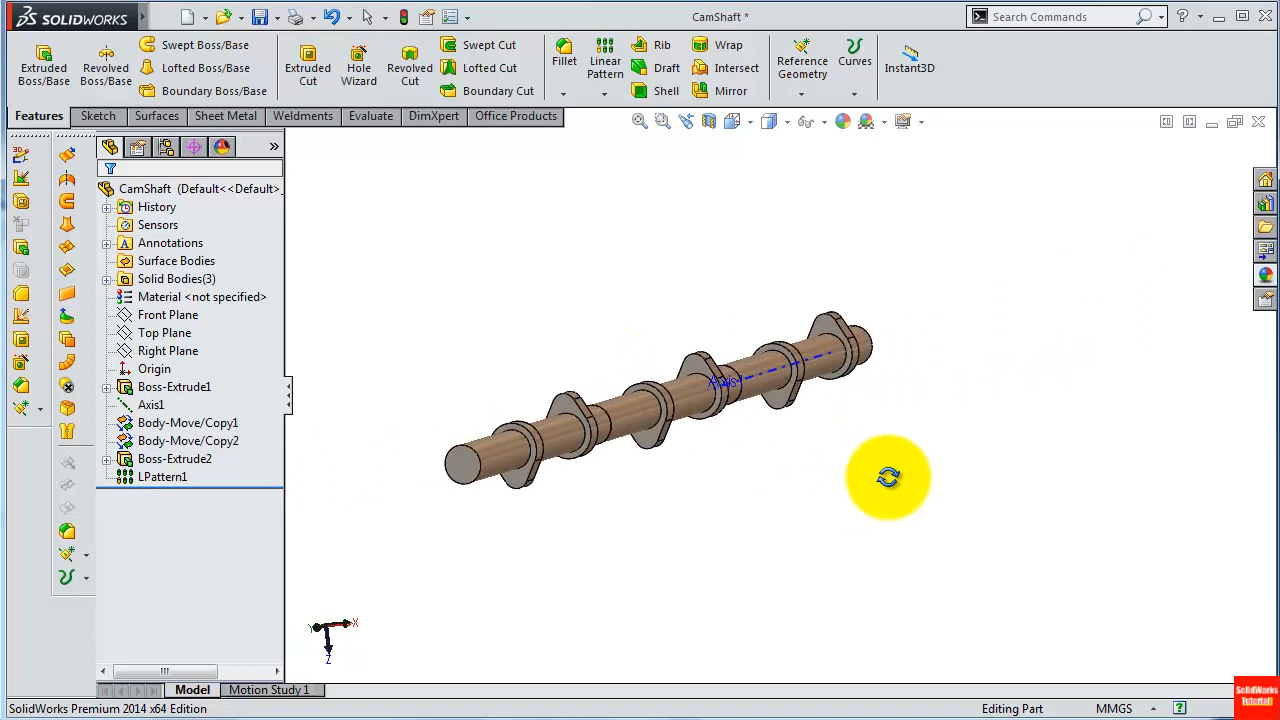 SOLIDWORKS
CamShaft *
Search Commands
Extruded Boss/Base
Revolved Boss/Base
Swept Boss/Base
Lofted Boss/Base
Boundary Boss/Base
Extruded Cut
Hole Wizard
Revolved Cut
Swept Cut
Lofted Cut
Boundary Cut
Fillet
Linear Pattern
Rib
Draft
Shell
Wrap
Intersect
Mirror
Reference Geometry
Curves
Instant3D
Features
Sketch
Surfaces
Sheet Metal
Weldments
Evaluate
DimXpert
Office Products
CamShaft (Default<<Default>.
History
Sensors
Annotations
Surface Bodies
Solid Bodies(3)
Material <not specified>
Front Plane
Top Plane
Right Plane
Origin
Boss-Extrude1
Axis1
Body-Move/Copy1
Body-Move/Copy2
Boss-Extrude2
LPattern1
Axis1
X
Y
Z
Model
Motion Study 1
SolidWorks Premium 2014 x64 Edition
Editing Part
MMGS
SolidWorks
Tutorial